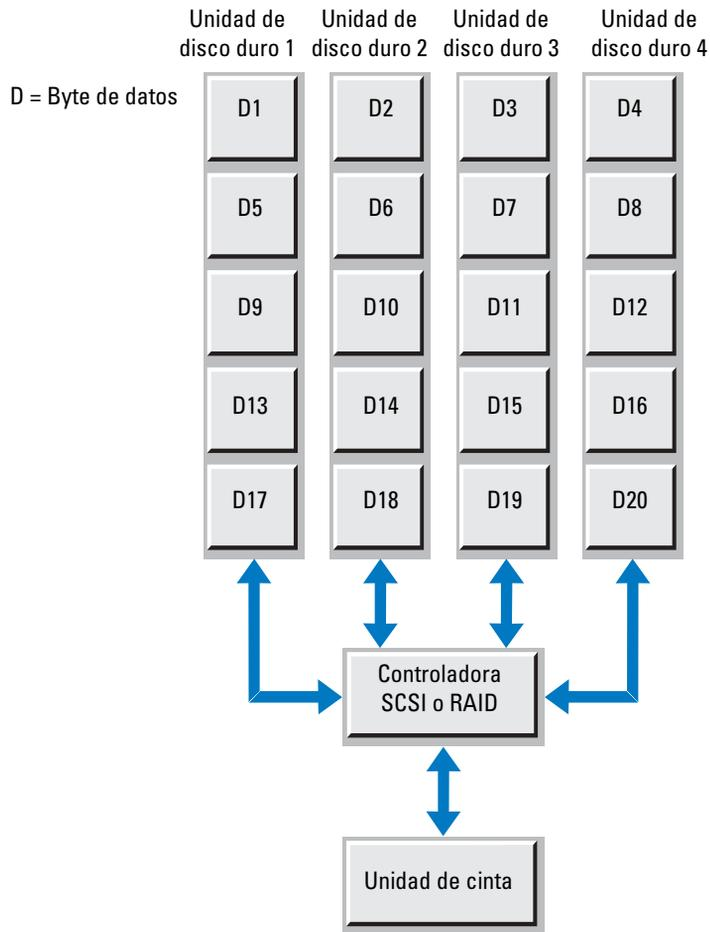 Unidad de
disco duro 1
Unidad de
disco duro 2
Unidad de
disco duro 3
Unidad de
disco duro 4
D = Byte de datos
D1
D2
D3
D4
D5
D6
D7
D8
D9
D10
D11
D12
D13
D14
D15
D16
D17
D18
D19
D20
Controladora
SCSI o RAID
Unidad de cinta